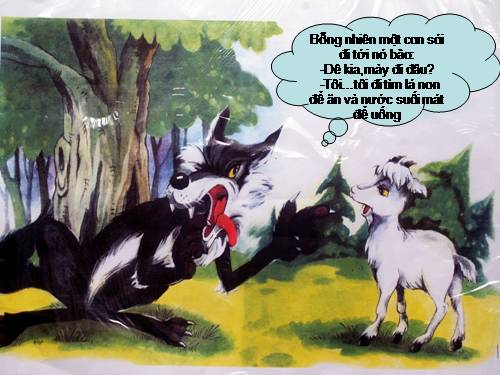 Bỗng nhiên một con sói
đi tới nó bảo:
-Dê kia,mày đi đâu?
-Tôi...tôi đi tìm lá non
để ăn và nước suối mát
để uống